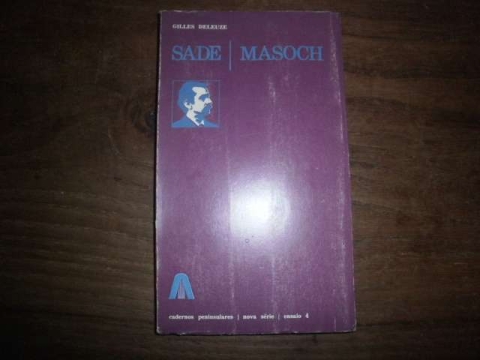 GILLES DELEUZE
SADE | MASOCH
cadernos peninsulares | nova série | ensaio 4